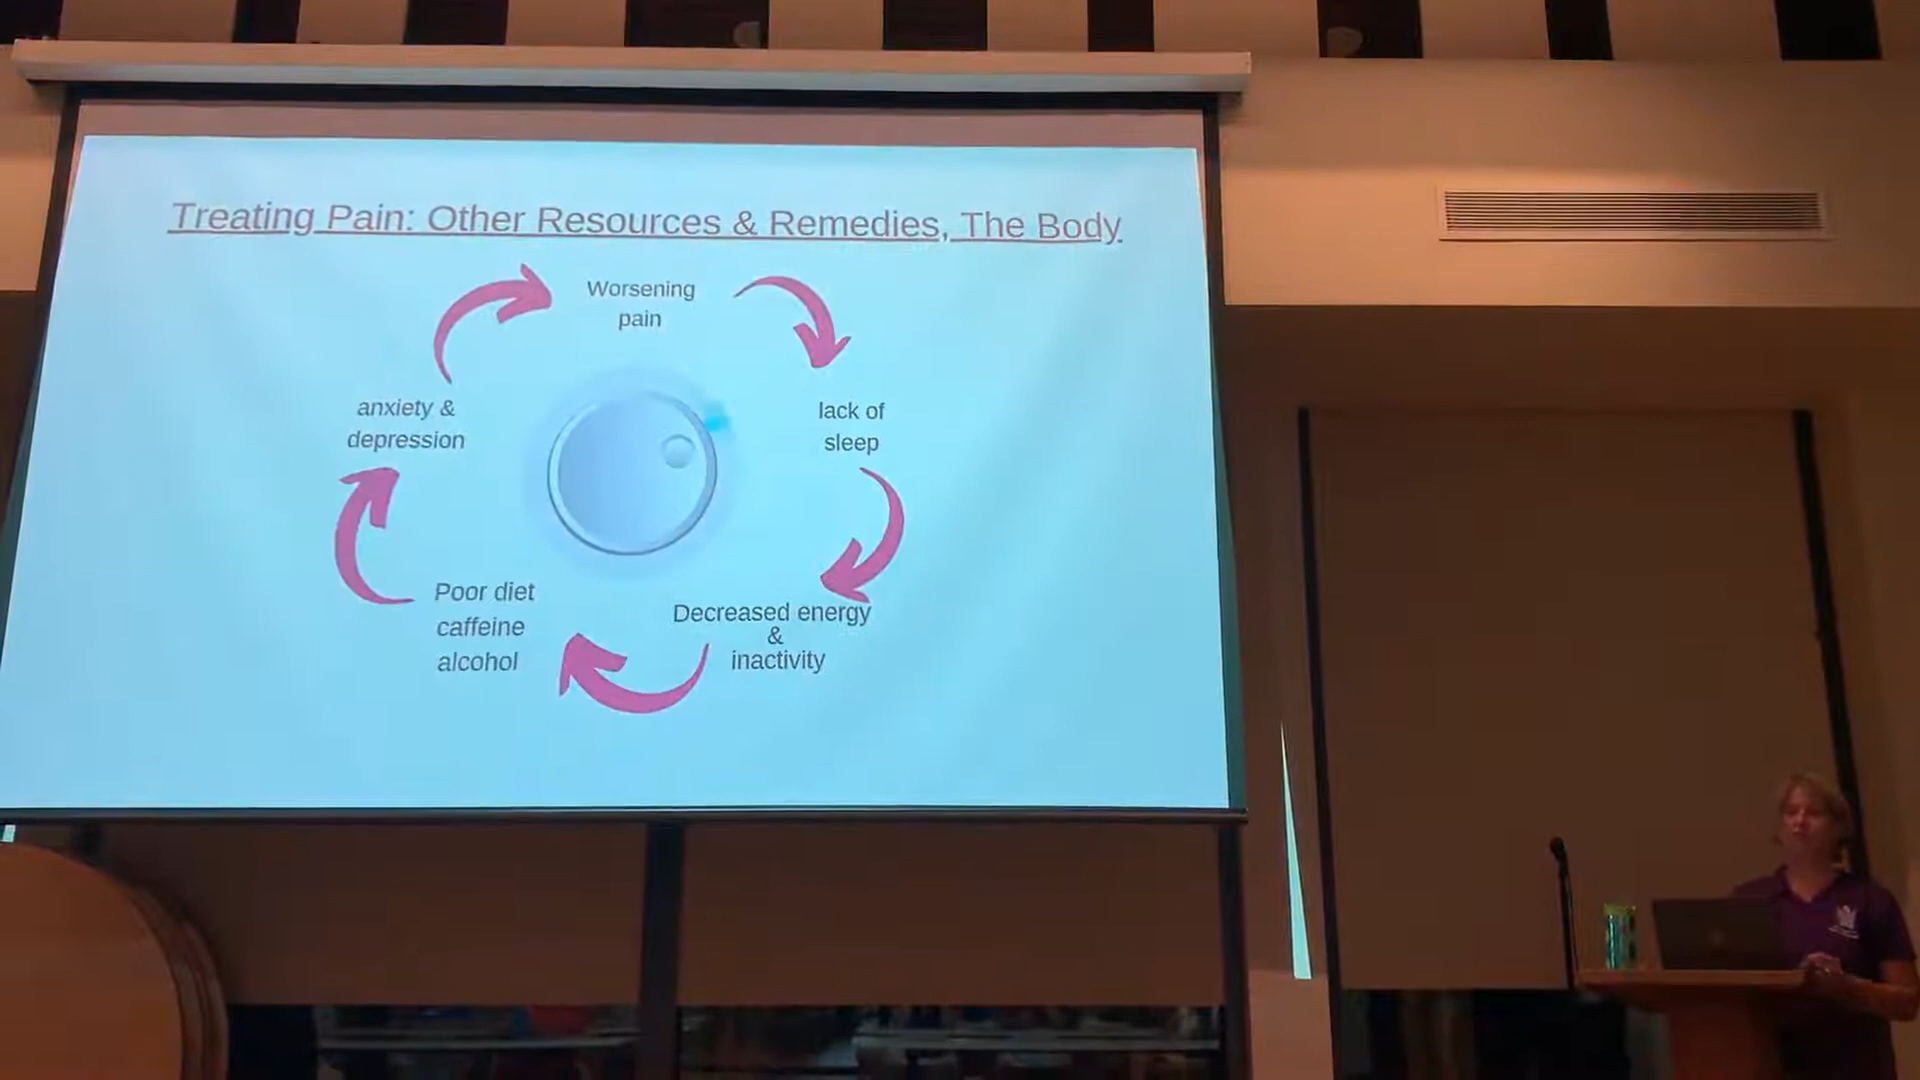 Treating Pain: Other Resources & Remedies, The Body
Worsening
pain
lack of
sleep
Decreased energy
&
inactivity
Poor diet
caffeine
alcohol
anxiety &
depression